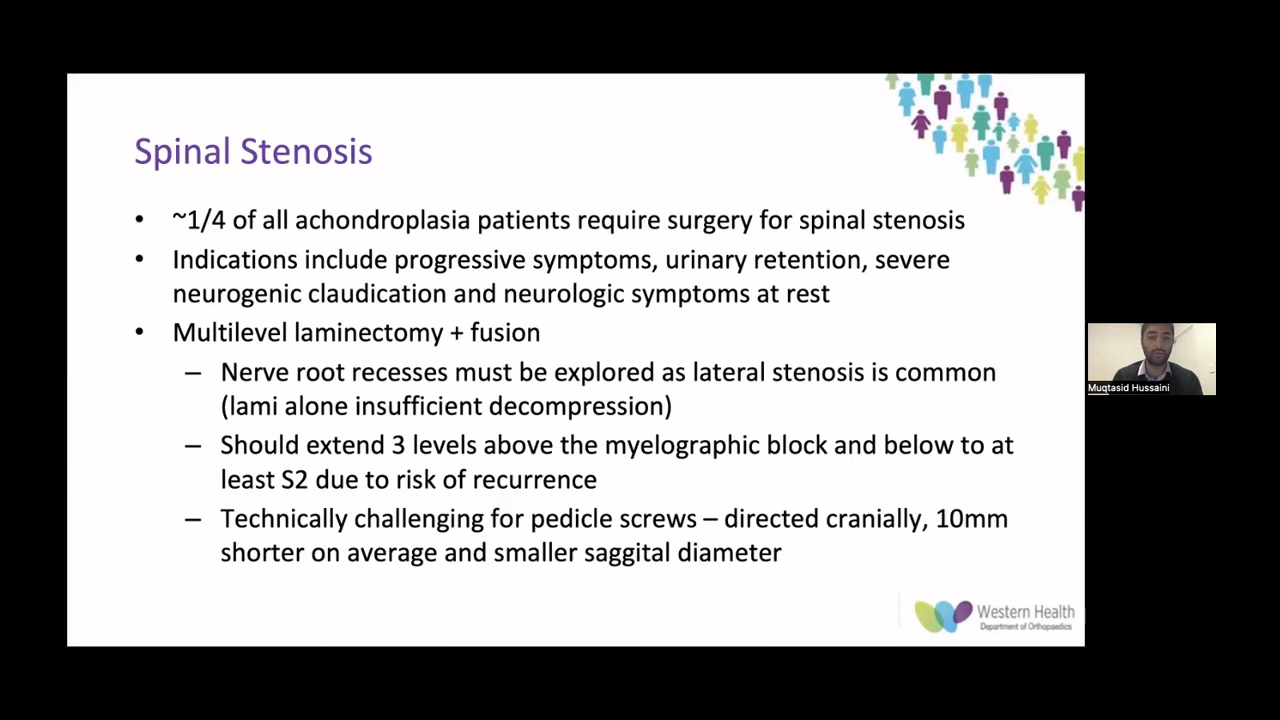 Spinal Stenosis
• ~1/4 of all achondroplasia patients require surgery for spinal stenosis
• Indications include progressive symptoms, urinary retention, severe
neurogenic claudication and neurologic symptoms at rest
• Multilevel laminectomy + fusion
– Nerve root recesses must be explored as lateral stenosis is common
(lami alone insufficient decompression)
– Should extend 3 levels above the myelographic block and below to at
least S2 due to risk of recurrence
– Technically challenging for pedicle screws – directed cranially, 10mm
shorter on average and smaller saggital diameter
Western Health
Department of Orthopaedics
Muqtasid Hussaini